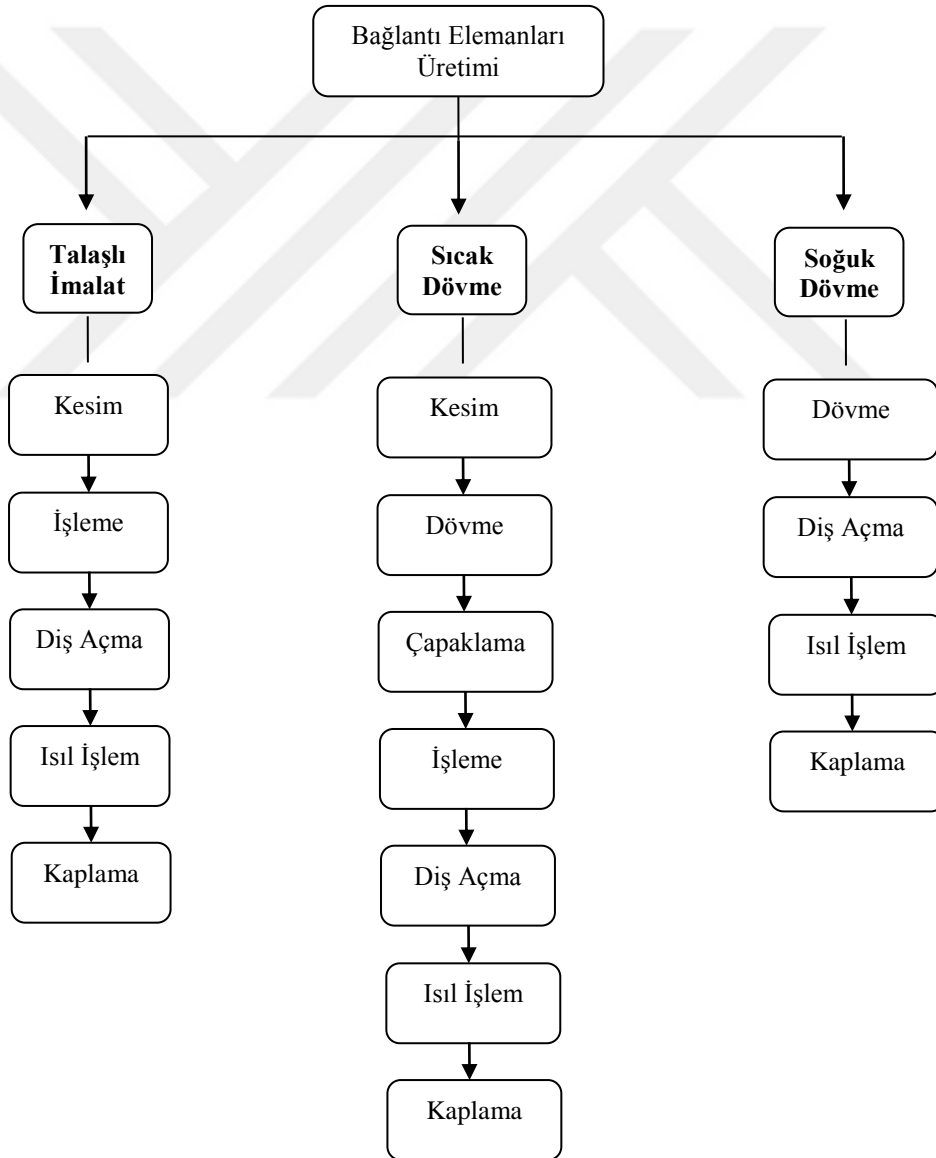 Bağlantı Elemanları
Üretimi
Talaşlı
İmalat
Kesim
İşleme
Diş Açma
Isıl İşlem
Kaplama
Sıcak
Dövme
Kesim
Dövme
Çapaklama
İşleme
Diş Açma
Isıl İşlem
Kaplama
Soğuk
Dövme
Dövme
Diş Açma
Isıl İşlem
Kaplama